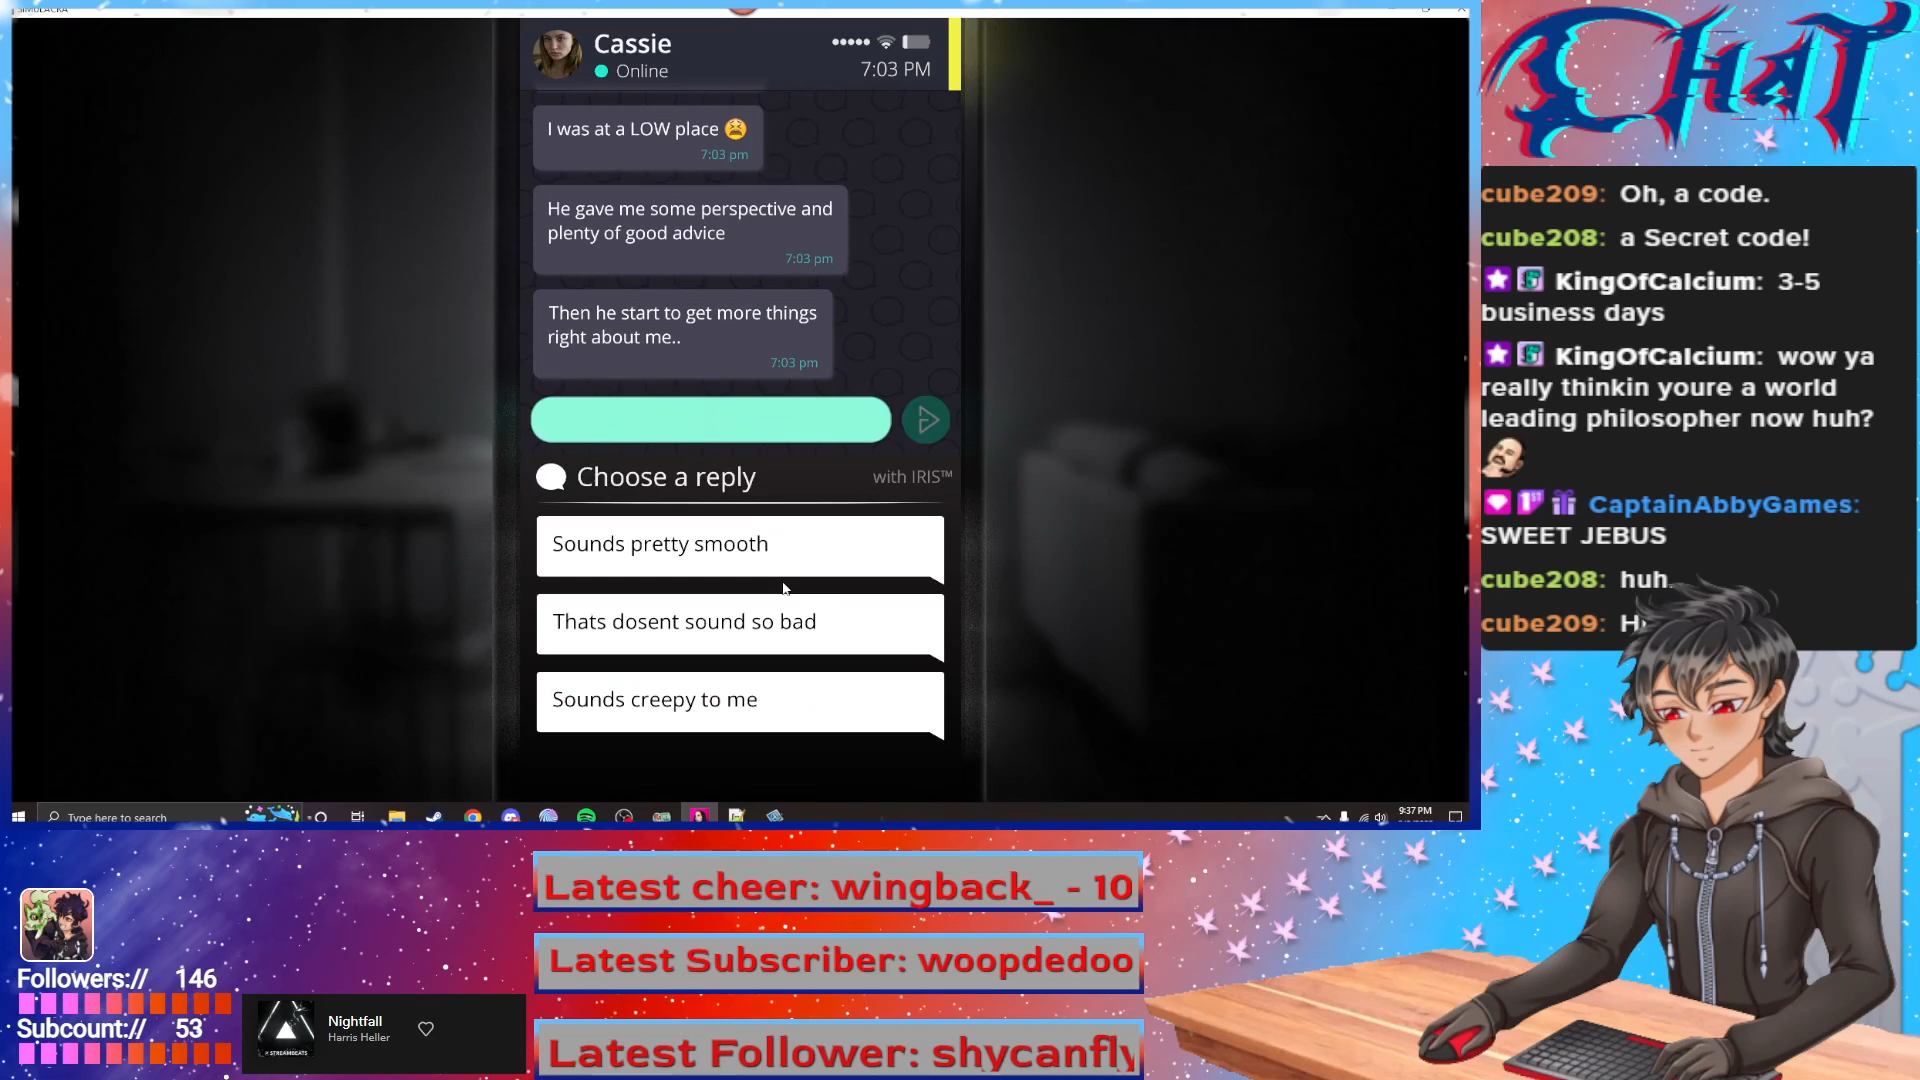 SIMULACRA
Cassie
Online
7:03 PM
I was at a LOW place
7:03 pm
He gave me some perspective and
plenty of good advice
7:03 pm
Then he start to get more things
right about me..
7:03 pm
Choose a reply
with IRIS™
Sounds pretty smooth
Thats dosent sound so bad
Sounds creepy to me
Type here to search
9:37 PM
CHAT
cube209: Oh, a code.
cube208: a Secret code!
KingOfCalcium: 3-5
business days
KingOfCalcium: wow ya
really thinkin youre a world
leading philosopher now huh?
CaptainAbbyGames:
SWEET JEBUS
cube208: huh.
cube209:
Latest cheer: wingback_ - 10
Latest Subscriber: woopdedoo
Latest Follower: shycanfly
Followers:// 146
Subcount:// 53
Nightfall
Harris Heller
STREAMBEATS